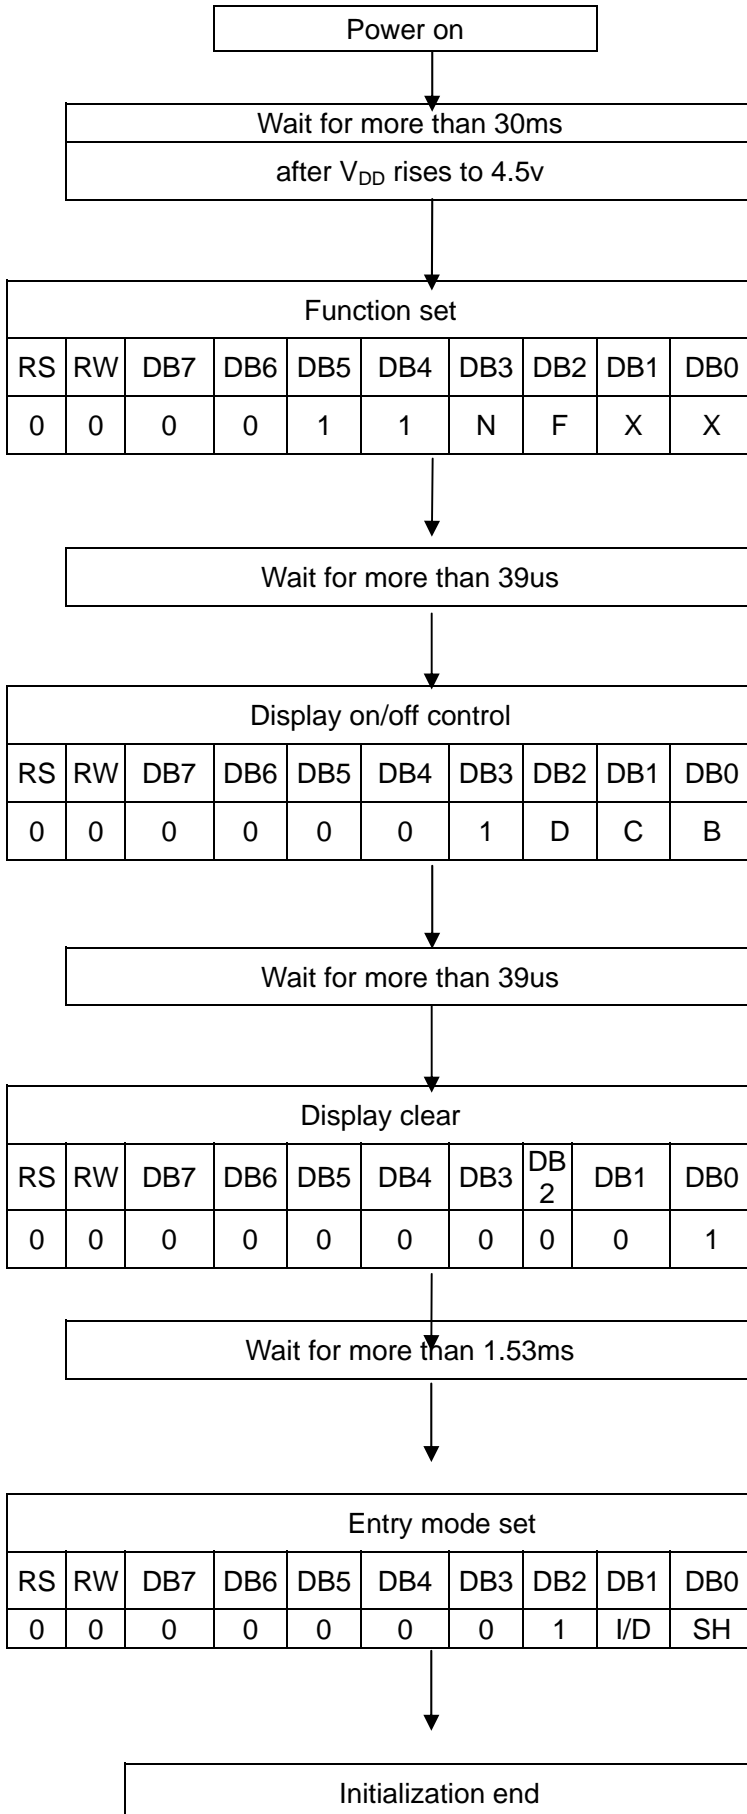 Power on
Wait for more than 30ms
after VDD rises to 4.5v
Function set
RS RW DB7 DB6 DB5 DB4 DB3 DB2 DB1 DB0
0 0 0 0 1 1 N F X X
Wait for more than 39us
Display on/off control
RS RW DB7 DB6 DB5 DB4 DB3 DB2 DB1 DB0
0 0 0 0 0 0 1 D C B
Wait for more than 39us
Display clear
RS RW DB7 DB6 DB5 DB4 DB3 DB2 DB1 DB0
0 0 0 0 0 0 0 0 0 1
Wait for more than 1.53ms
Entry mode set
RS RW DB7 DB6 DB5 DB4 DB3 DB2 DB1 DB0
0 0 0 0 0 0 0 1 I/D SH
Initialization end